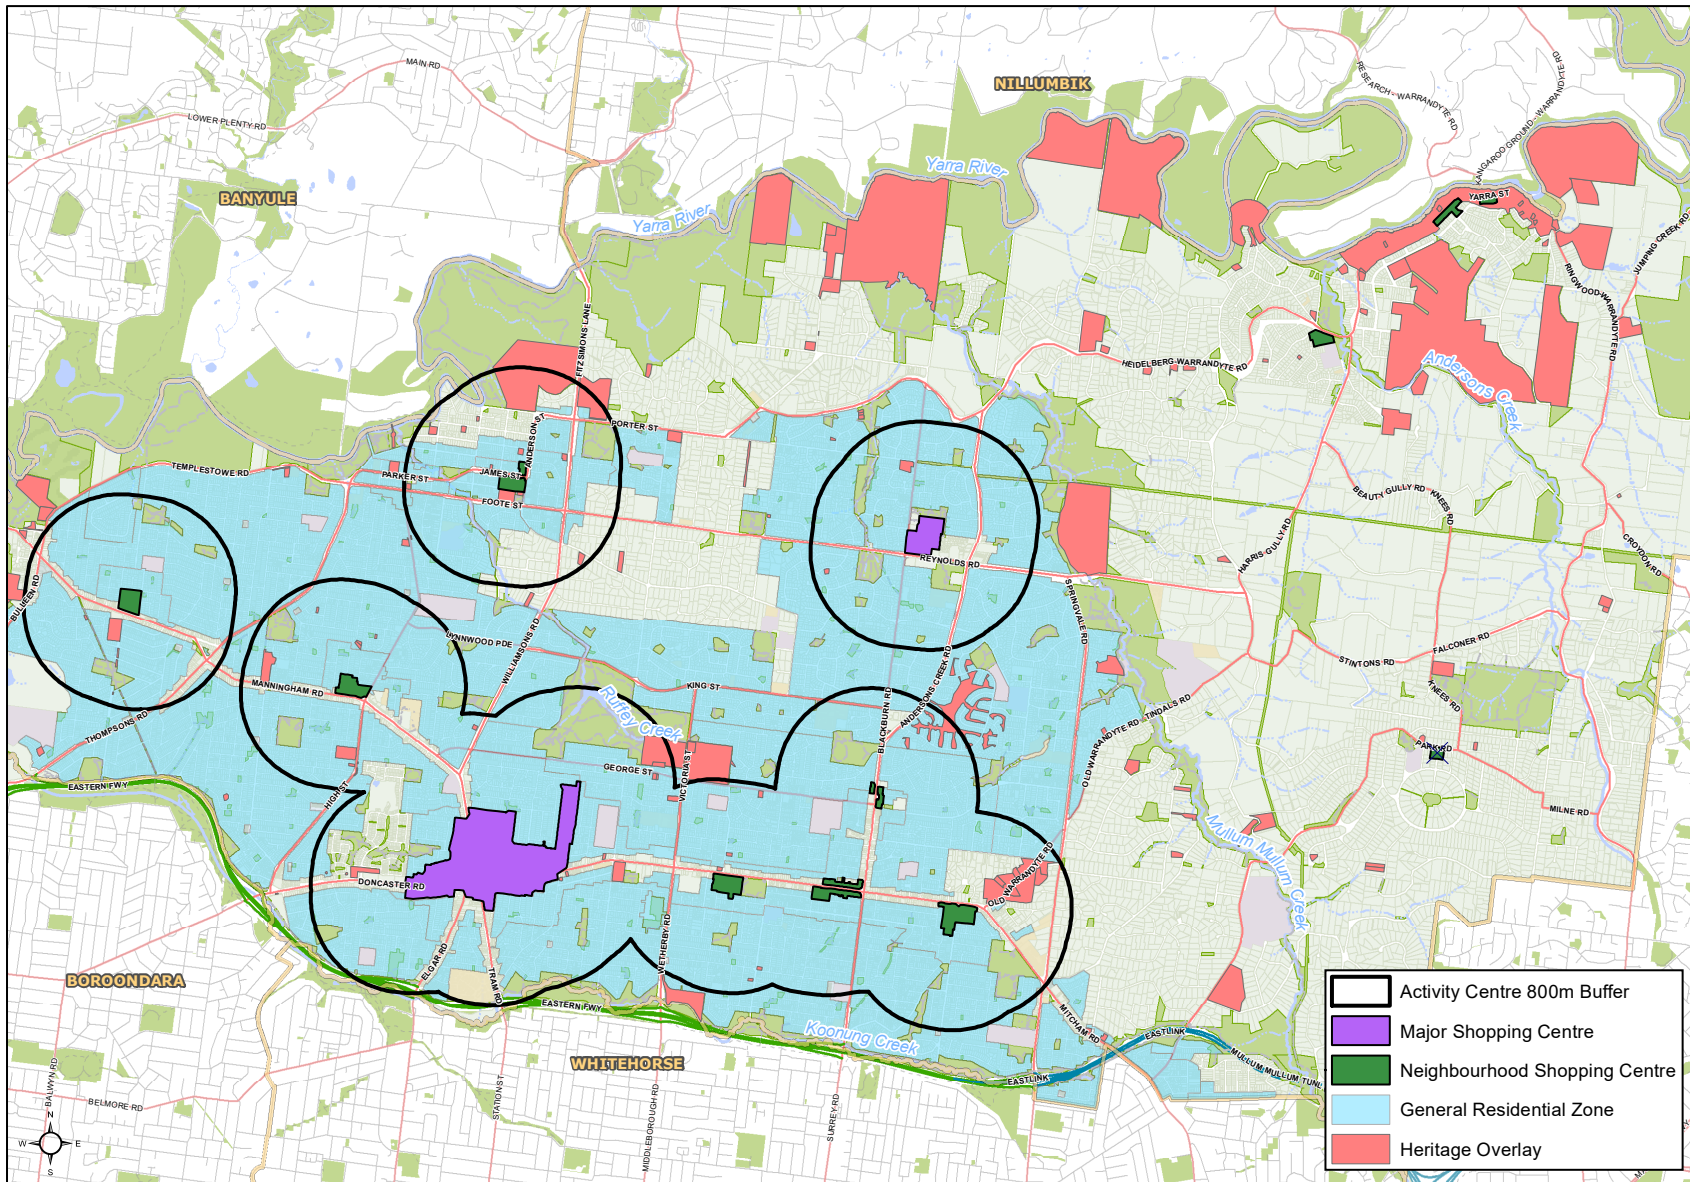 MAIN RD
NILLUMBIK
RESEARCH - WARRANDYTE RD
KANGAROO GROUND - WARRANDYTE RD
LOWER PLENTY RD
BANYULE
Yarra River
Yarra River
YARRA ST
JUMPING CREEK RD
RINGWOOD-WARRANDYTE RD
FITZSIMONS LANE
HEIDELBERG-WARRANDYTE RD
Andersons Creek
PORTER ST
ANDERSON ST
TEMPLESTOWE RD
PARKER ST
JAMES ST
FOOTE ST
BEAUTY GULLY RD
KNEES RD
HARRIS GULLY RD
CROYDON RD
REYNOLDS RD
BULLEEN RD
SPRINGVALE RD
LYNNWOOD PDE
WILLIAMSONS RD
STINTONS RD
FALCONER RD
KNEES RD
MANNINGHAM RD
KING ST
ANDERSONS CREEK RD
BLACKBURN RD
Ruffey Creek
THOMPSONS RD
OLD WARRANDYTE RD
TINDALS RD
PARK RD
GEORGE ST
VICTORIA ST
EASTERN FWY
HIGH ST
MILNE RD
Mullum Mullum Creek
DONCASTER RD
OLD WARRANDYTE RD
ELGAR RD
TRAM RD
WETHERBY RD
BOROONDARA
EASTERN FWY
Koonung Creek
MITCHAM RD
EASTLINK
EASTLINK
MULLUM MULLUM TUNL
WHITEHORSE
BALWYN RD
BELMORE RD
STATION ST
MIDDLEBOROUGH RD
SURREY RD
N
W
E
S
Activity Centre 800m Buffer
Major Shopping Centre
Neighbourhood Shopping Centre
General Residential Zone
Heritage Overlay